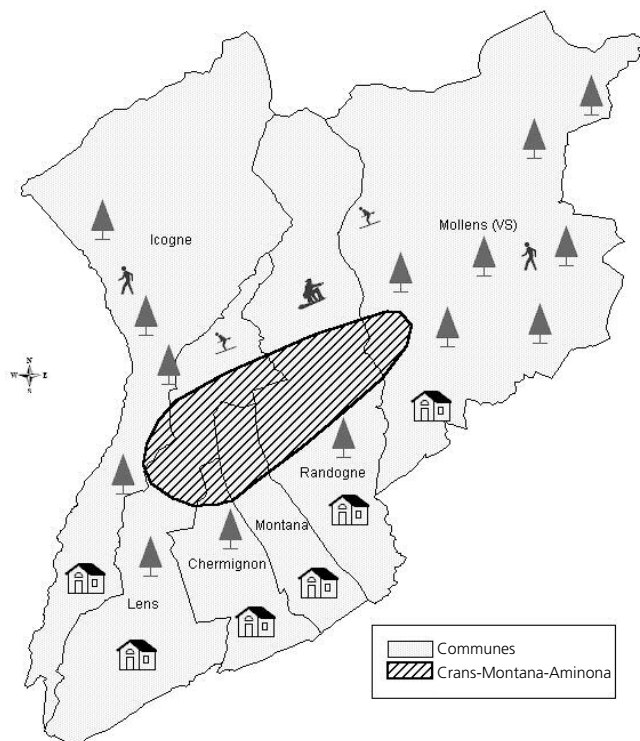 Icogne
Mollens (VS)
N
W E
S
Randogne
Montana
Chermignon
Lens
Communes
Crans-Montana-Aminona